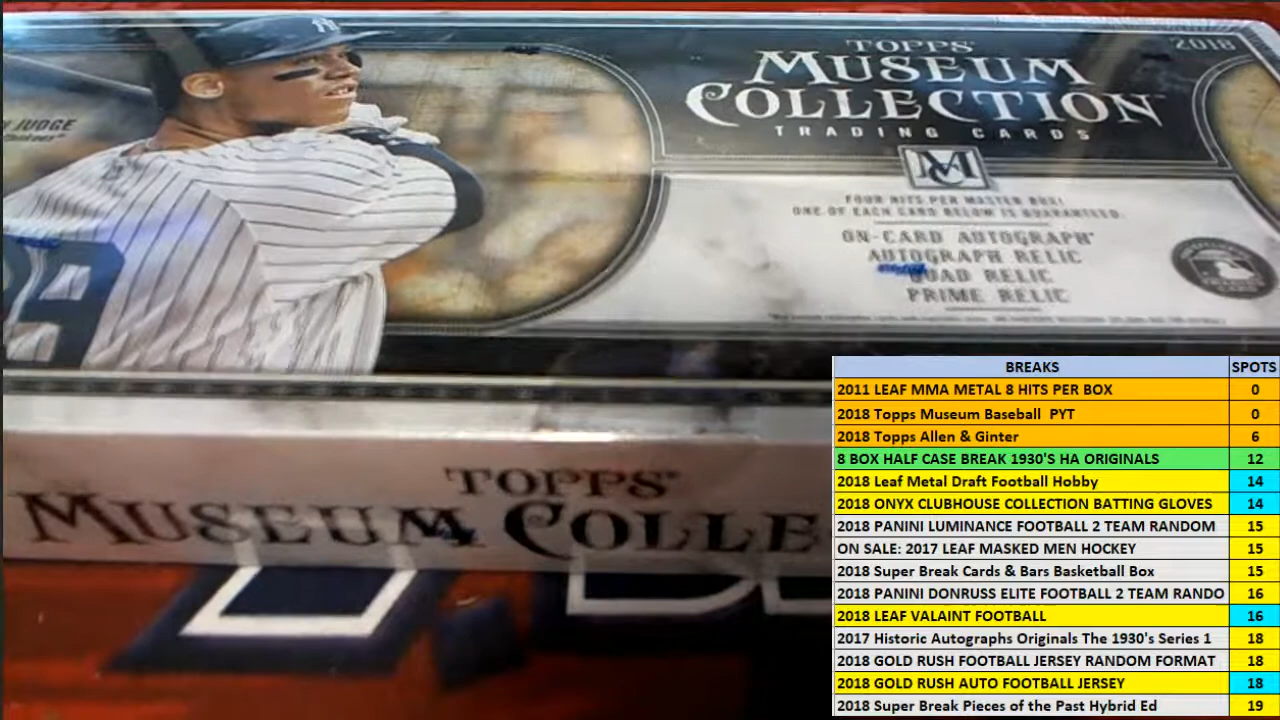 2018
TOPPS
MUSEUM
COLLECTION
TRADING CARDS
MC
JUDGE
FOUR HITS PER MASTER BOX!
ONE OF EACH CARD BELOW IS GUARANTEED.
ON-CARD AUTOGRAPH*
AUTOGRAPH RELIC
QUAD RELIC
PRIME RELIC
TOPPS
MUSEUM COLLE
BREAKS SPOTS
2011 LEAF MMA METAL 8 HITS PER BOX 0
2018 Topps Museum Baseball PYT 0
2018 Topps Allen & Ginter 6
8 BOX HALF CASE BREAK 1930'S HA ORIGINALS 12
2018 Leaf Metal Draft Football Hobby 14
2018 ONYX CLUBHOUSE COLLECTION BATTING GLOVES 14
2018 PANINI LUMINANCE FOOTBALL 2 TEAM RANDOM 15
ON SALE: 2017 LEAF MASKED MEN HOCKEY 15
2018 Super Break Cards & Bars Basketball Box 15
2018 PANINI DONRUSS ELITE FOOTBALL 2 TEAM RANDO 16
2018 LEAF VALAINT FOOTBALL 16
2017 Historic Autographs Originals The 1930's Series 1 18
2018 GOLD RUSH FOOTBALL JERSEY RANDOM FORMAT 18
2018 GOLD RUSH AUTO FOOTBALL JERSEY 18
2018 Super Break Pieces of the Past Hybrid Ed 19